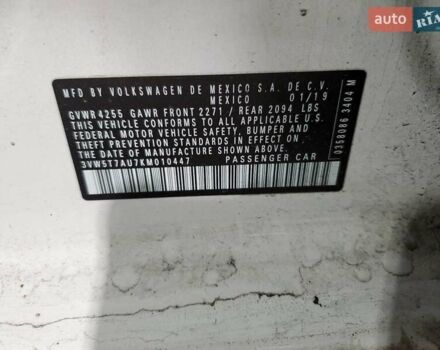 auto RIA
MFD BY VOLKSWAGEN DE MEXICO S.A. DE C.V.
MEXICO 01/19
GVWR 4255 GAWR FRONT 2271 / REAR 2094 LBS
THIS VEHICLE CONFORMS TO ALL APPLICABLE U.S.
FEDERAL MOTOR VEHICLE SAFETY, BUMPER AND
THEFT PREVENTION STANDARDS IN EFFECT ON THE
DATE OF MANUFACTURE SHOWN ABOVE.
3VW5T7AU7KM010447 PASSENGER CAR
0368086 3404 M